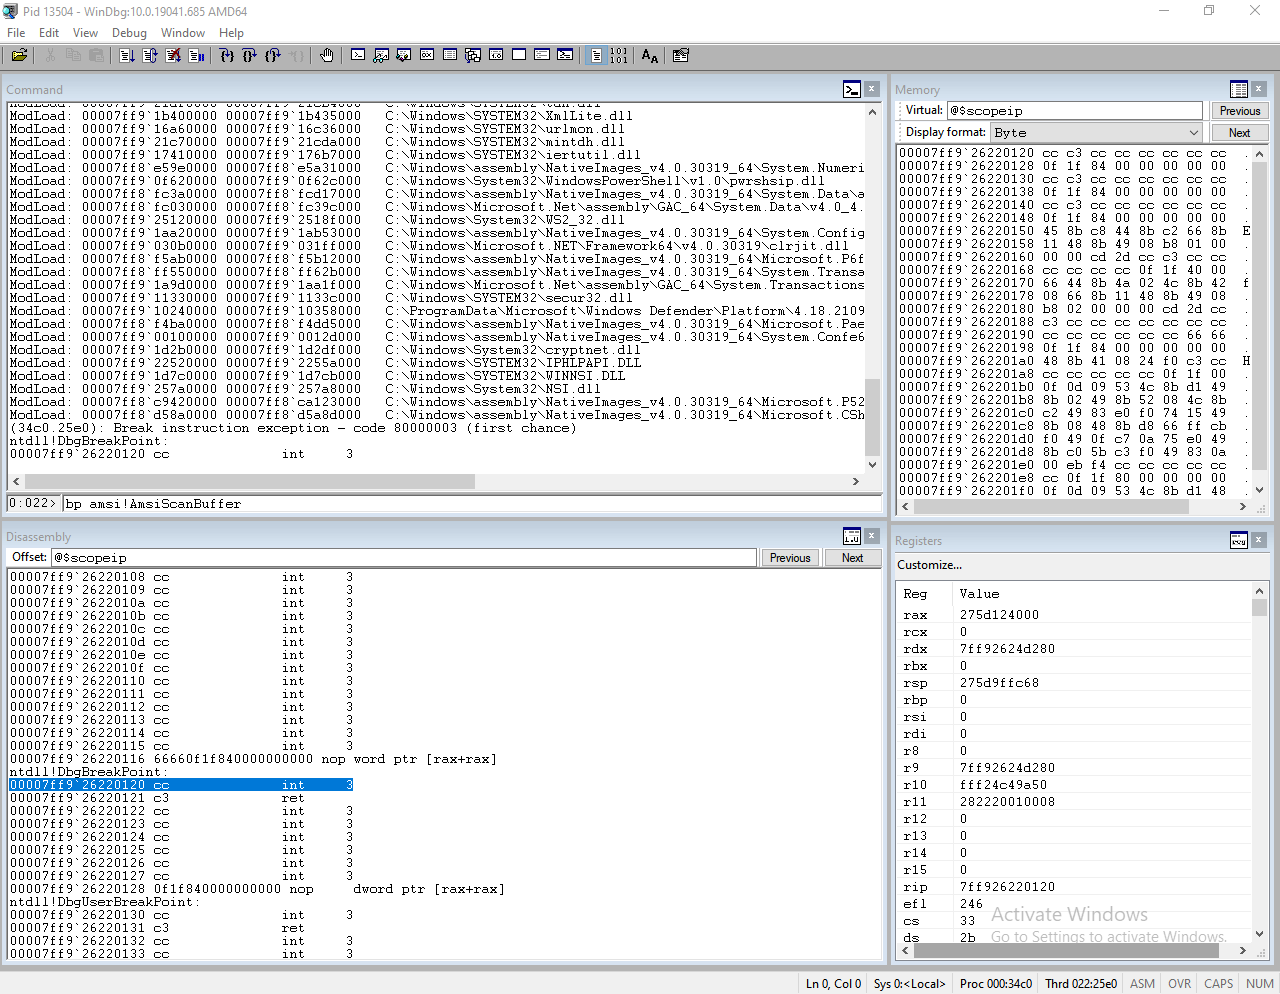 Pid 13504 - WinDbg:10.0.19041.685 AMD64
File Edit View Debug Window Help
Command
ModLoad: 00007ff9`1b400000 00007ff9`1b435000 C:\Windows\SYSTEM32\XmlLite.dll
ModLoad: 00007ff9`16a60000 00007ff9`16c36000 C:\Windows\SYSTEM32\urlmon.dll
ModLoad: 00007ff9`21c70000 00007ff9`21cda000 C:\Windows\SYSTEM32\mintdh.dll
ModLoad: 00007ff9`17410000 00007ff9`176b7000 C:\Windows\SYSTEM32\iertutil.dll
ModLoad: 00007ff8`e59e0000 00007ff8`e5a31000 C:\Windows\assembly\NativeImages_v4.0.30319_64\System.Numeri
ModLoad: 00007ff9`0f620000 00007ff9`0f62c000 C:\Windows\System32\WindowsPowerShell\v1.0\pwrshsip.dll
ModLoad: 00007ff8`fc3a0000 00007ff8`fcd17000 C:\Windows\assembly\NativeImages_v4.0.30319_64\System.Data\a
ModLoad: 00007ff8`fc030000 00007ff8`fc39c000 C:\Windows\Microsoft.Net\assembly\GAC_64\System.Data\v4.0_4.
ModLoad: 00007ff9`25120000 00007ff9`2518f000 C:\Windows\System32\WS2_32.dll
ModLoad: 00007ff9`1aa20000 00007ff9`1ab53000 C:\Windows\assembly\NativeImages_v4.0.30319_64\System.Config
ModLoad: 00007ff9`030b0000 00007ff9`031ff000 C:\Windows\Microsoft.NET\Framework64\v4.0.30319\clrjit.dll
ModLoad: 00007ff8`f5ab0000 00007ff8`f5b12000 C:\Windows\assembly\NativeImages_v4.0.30319_64\Microsoft.P6f
ModLoad: 00007ff8`ff550000 00007ff8`ff62b000 C:\Windows\assembly\NativeImages_v4.0.30319_64\System.Transa
ModLoad: 00007ff9`1a9d0000 00007ff9`1aa1f000 C:\Windows\Microsoft.Net\assembly\GAC_64\System.Transactions
ModLoad: 00007ff9`11330000 00007ff9`1133c000 C:\Windows\SYSTEM32\secur32.dll
ModLoad: 00007ff9`10240000 00007ff9`10358000 C:\ProgramData\Microsoft\Windows Defender\Platform\4.18.2109
ModLoad: 00007ff8`f4ba0000 00007ff8`f4dd5000 C:\Windows\assembly\NativeImages_v4.0.30319_64\Microsoft.Pae
ModLoad: 00007ff9`00100000 00007ff9`0012d000 C:\Windows\assembly\NativeImages_v4.0.30319_64\System.Confe6
ModLoad: 00007ff9`1d2b0000 00007ff9`1d2df000 C:\Windows\System32\cryptnet.dll
ModLoad: 00007ff9`22520000 00007ff9`2255a000 C:\Windows\SYSTEM32\IPHLPAPI.DLL
ModLoad: 00007ff9`1d7c0000 00007ff9`1d7cb000 C:\Windows\SYSTEM32\WINNSI.DLL
ModLoad: 00007ff9`257a0000 00007ff9`257a8000 C:\Windows\System32\NSI.dll
ModLoad: 00007ff8`c9420000 00007ff8`ca123000 C:\Windows\assembly\NativeImages_v4.0.30319_64\Microsoft.P52
ModLoad: 00007ff8`d58a0000 00007ff8`d5a8d000 C:\Windows\assembly\NativeImages_v4.0.30319_64\Microsoft.CSh
(34c0.25e0): Break instruction exception - code 80000003 (first chance)
ntdll!DbgBreakPoint:
00007ff9`26220120 cc int 3
0:022> bp amsi!AmsiScanBuffer
Disassembly
Offset: @$scopeip Previous Next
00007ff9`26220108 cc int 3
00007ff9`26220109 cc int 3
00007ff9`2622010a cc int 3
00007ff9`2622010b cc int 3
00007ff9`2622010c cc int 3
00007ff9`2622010d cc int 3
00007ff9`2622010e cc int 3
00007ff9`2622010f cc int 3
00007ff9`26220110 cc int 3
00007ff9`26220111 cc int 3
00007ff9`26220112 cc int 3
00007ff9`26220113 cc int 3
00007ff9`26220114 cc int 3
00007ff9`26220115 cc int 3
00007ff9`26220116 66660f1f840000000000 nop word ptr [rax+rax]
ntdll!DbgBreakPoint:
00007ff9`26220120 cc int 3
00007ff9`26220121 c3 ret
00007ff9`26220122 cc int 3
00007ff9`26220123 cc int 3
00007ff9`26220124 cc int 3
00007ff9`26220125 cc int 3
00007ff9`26220126 cc int 3
00007ff9`26220127 cc int 3
00007ff9`26220128 0f1f840000000000 nop dword ptr [rax+rax]
ntdll!DbgUserBreakPoint:
00007ff9`26220130 cc int 3
00007ff9`26220131 c3 ret
00007ff9`26220132 cc int 3
00007ff9`26220133 cc int 3
Memory
Virtual: @$scopeip Previous
Display format: Byte Next
00007ff9`26220120 cc c3 cc cc cc cc cc cc .
00007ff9`26220128 0f 1f 84 00 00 00 00 00 .
00007ff9`26220130 cc c3 cc cc cc cc cc cc .
00007ff9`26220138 0f 1f 84 00 00 00 00 00 .
00007ff9`26220140 cc c3 cc cc cc cc cc cc .
00007ff9`26220148 0f 1f 84 00 00 00 00 00 .
00007ff9`26220150 45 8b c8 44 8b c2 66 8b E
00007ff9`26220158 11 48 8b 49 08 b8 01 00 .
00007ff9`26220160 00 00 cd 2d cc c3 cc cc .
00007ff9`26220168 cc cc cc cc 0f 1f 40 00 .
00007ff9`26220170 66 44 8b 4a 02 4c 8b 42 f
00007ff9`26220178 08 66 8b 11 48 8b 49 08 .
00007ff9`26220180 b8 02 00 00 00 cd 2d cc .
00007ff9`26220188 c3 cc cc cc cc cc cc cc .
00007ff9`26220190 cc cc cc cc cc cc 66 66 .
00007ff9`26220198 0f 1f 84 00 00 00 00 00 .
00007ff9`262201a0 48 8b 41 08 24 f0 c3 cc H
00007ff9`262201a8 cc cc cc cc cc 0f 1f 00 .
00007ff9`262201b0 0f 0d 09 53 4c 8b d1 49 .
00007ff9`262201b8 8b 02 49 8b 52 08 4c 8b .
00007ff9`262201c0 c2 49 83 e0 f0 74 15 49 .
00007ff9`262201c8 8b 08 48 8b d8 66 ff cb .
00007ff9`262201d0 f0 49 0f c7 0a 75 e0 49 .
00007ff9`262201d8 8b c0 5b c3 f0 49 83 0a .
00007ff9`262201e0 00 eb f4 cc cc cc cc cc .
00007ff9`262201e8 cc 0f 1f 80 00 00 00 00 .
00007ff9`262201f0 0f 0d 09 53 4c 8b d1 48 .
Registers
Customize...
Reg Value
rax 275d124000
rcx 0
rdx 7ff92624d280
rbx 0
rsp 275d9ffc68
rbp 0
rsi 0
rdi 0
r8 0
r9 7ff92624d280
r10 fff24c49a50
r11 282220010008
r12 0
r13 0
r14 0
r15 0
rip 7ff926220120
efl 246
cs 33
ds 2b
Activate Windows
Go to Settings to activate Windows.
Ln 0, Col 0 Sys 0:<Local> Proc 000:34c0 Thrd 022:25e0 ASM OVR CAPS NUM